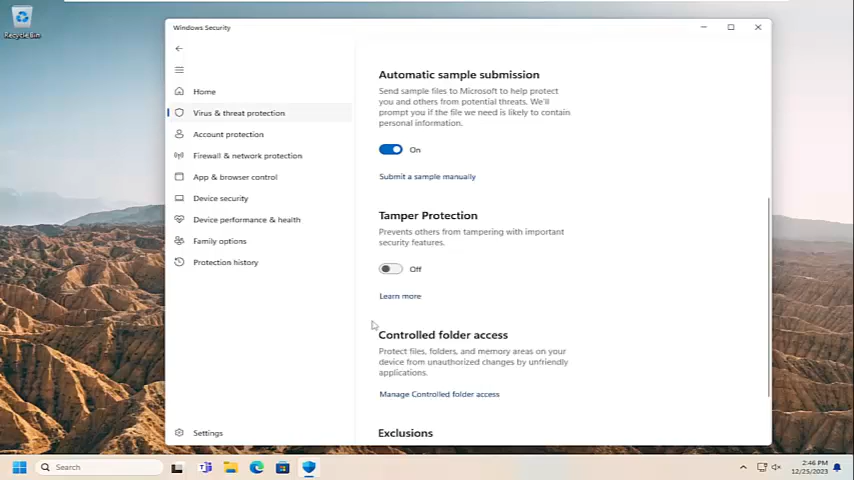 Recycle Bin
Windows Security
Home
Virus & threat protection
Account protection
Firewall & network protection
App & browser control
Device security
Device performance & health
Family options
Protection history
Settings
Automatic sample submission
Send sample files to Microsoft to help protect
you and others from potential threats. We'll
prompt you if the file we need is likely to contain
personal information.
On
Submit a sample manually
Tamper Protection
Prevents others from tampering with important
security features.
Off
Learn more
Controlled folder access
Protect files, folders, and memory areas on your
device from unauthorized changes by unfriendly
applications.
Manage Controlled folder access
Exclusions
Search
2:46 PM
12/25/2023